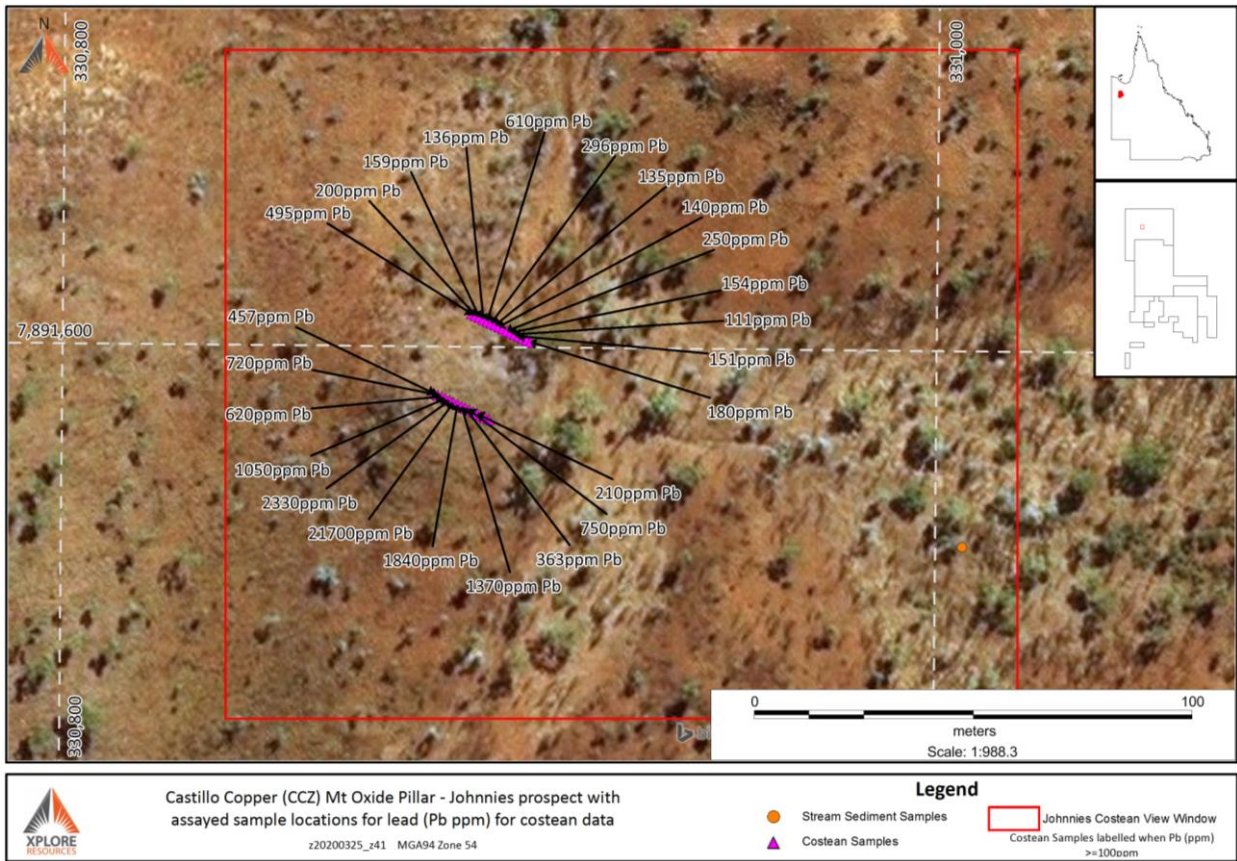 N
330,800
331,000
610ppm Pb
136ppm Pb
296ppm Pb
159ppm Pb
135ppm Pb
200ppm Pb
140ppm Pb
495ppm Pb
250ppm Pb
154ppm Pb
457ppm Pb
111ppm Pb
7,891,600
151ppm Pb
720ppm Pb
180ppm Pb
620ppm Pb
1050ppm Pb
210ppm Pb
2330ppm Pb
750ppm Pb
21700ppm Pb
1840ppm Pb
363ppm Pb
1370ppm Pb
330,800
0 100
meters
Scale: 1:988.3
XPLORE
RESOURCES
Castillo Copper (CCZ) Mt Oxide Pillar - Johnnies prospect with
assayed sample locations for lead (Pb ppm) for costean data
z20200325_z41 MGA94 Zone 54
Legend
Stream Sediment Samples
Costean Samples
Johnnies Costean View Window
Costean Samples labelled when Pb (ppm)
>=100ppm